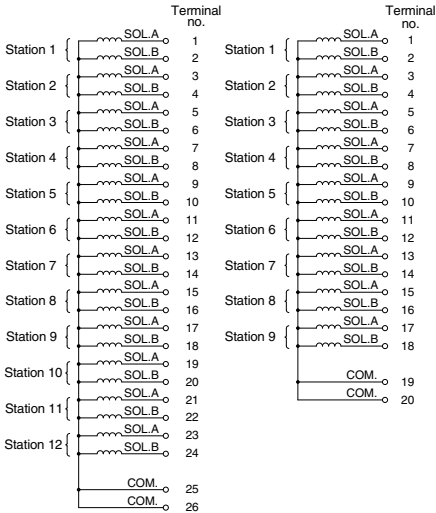 Terminal
no.
SOL.A 1
Station 1
SOL.B 2
SOL.A 3
Station 2
SOL.B 4
SOL.A 5
Station 3
SOL.B 6
SOL.A 7
Station 4
SOL.B 8
SOL.A 9
Station 5
SOL.B 10
SOL.A 11
Station 6
SOL.B 12
SOL.A 13
Station 7
SOL.B 14
SOL.A 15
Station 8
SOL.B 16
SOL.A 17
Station 9
SOL.B 18
SOL.A 19
Station 10
SOL.B 20
SOL.A 21
Station 11
SOL.B 22
SOL.A 23
Station 12
SOL.B 24
COM. 25
COM. 26
Terminal
no.
SOL.A 1
Station 1
SOL.B 2
SOL.A 3
Station 2
SOL.B 4
SOL.A 5
Station 3
SOL.B 6
SOL.A 7
Station 4
SOL.B 8
SOL.A 9
Station 5
SOL.B 10
SOL.A 11
Station 6
SOL.B 12
SOL.A 13
Station 7
SOL.B 14
SOL.A 15
Station 8
SOL.B 16
SOL.A 17
Station 9
SOL.B 18
COM. 19
COM. 20